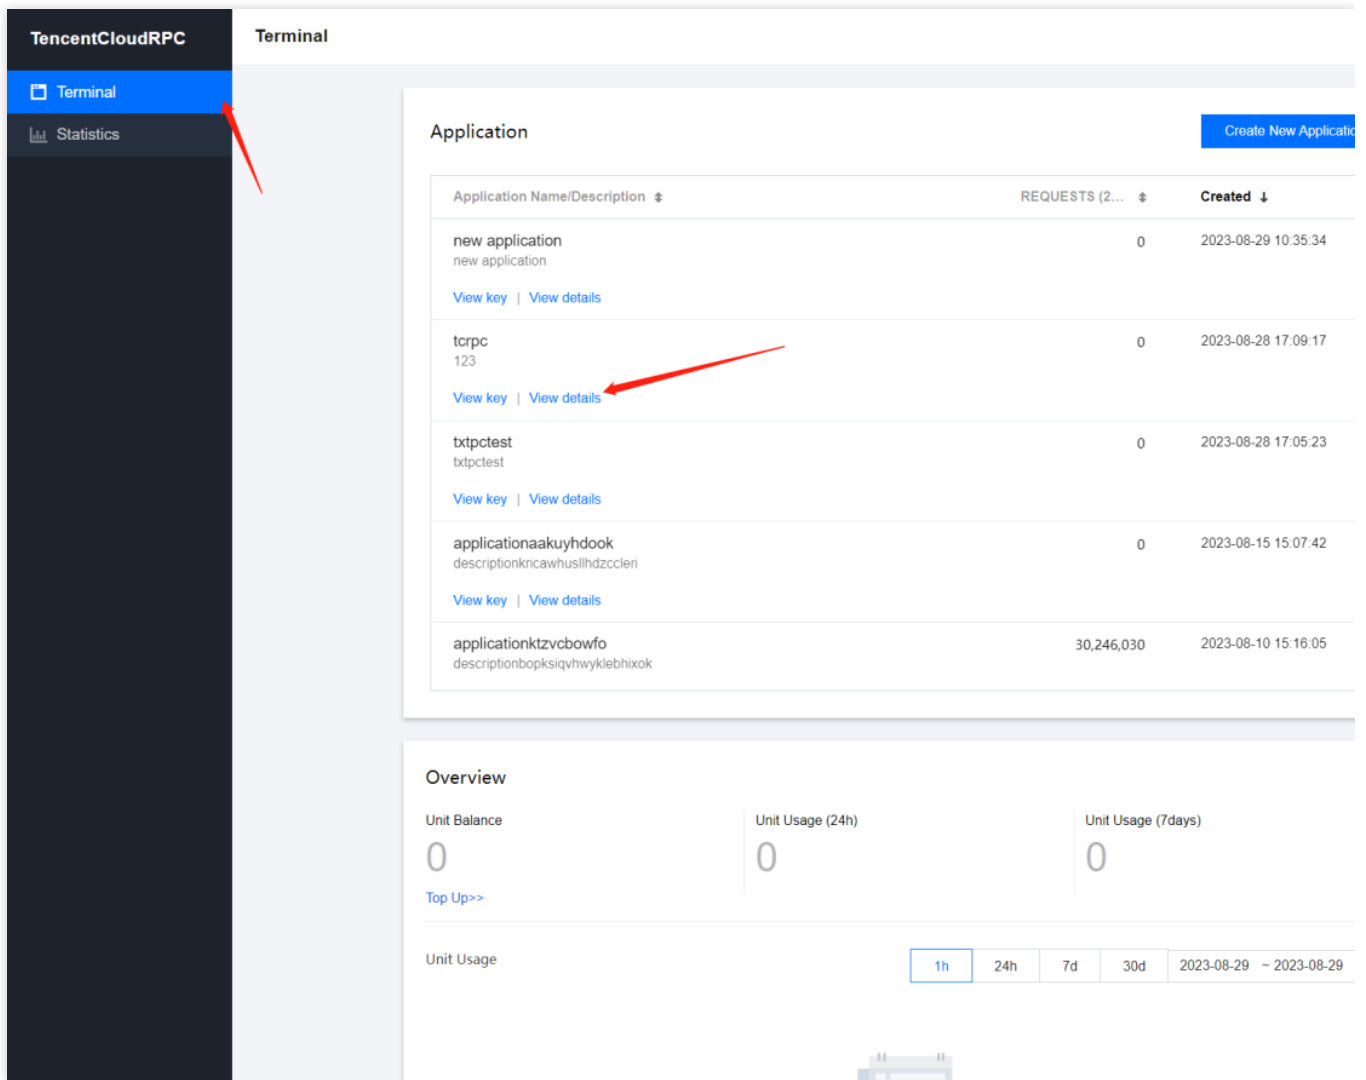 TencentCloudRPC
Terminal
Terminal
Statistics
Application
Create New Applicatio
Application Name/Description
REQUESTS (2...
Created
new application
0
2023-08-29 10:35:34
new application
View key | View details
tcrpc
0
2023-08-28 17:09:17
123
View key | View details
txtpctest
0
2023-08-28 17:05:23
txtpctest
View key | View details
applicationaakuyhdook
0
2023-08-15 15:07:42
descriptionkricawhusllhdzccleri
View key | View details
applicationktzvcbowfo
30,246,030
2023-08-10 15:16:05
descriptionbopksiqvhwyklebhixok
Overview
Unit Balance
Unit Usage (24h)
Unit Usage (7days)
0
0
0
Top Up>>
Unit Usage
1h
24h
7d
30d
2023-08-29 ~ 2023-08-29